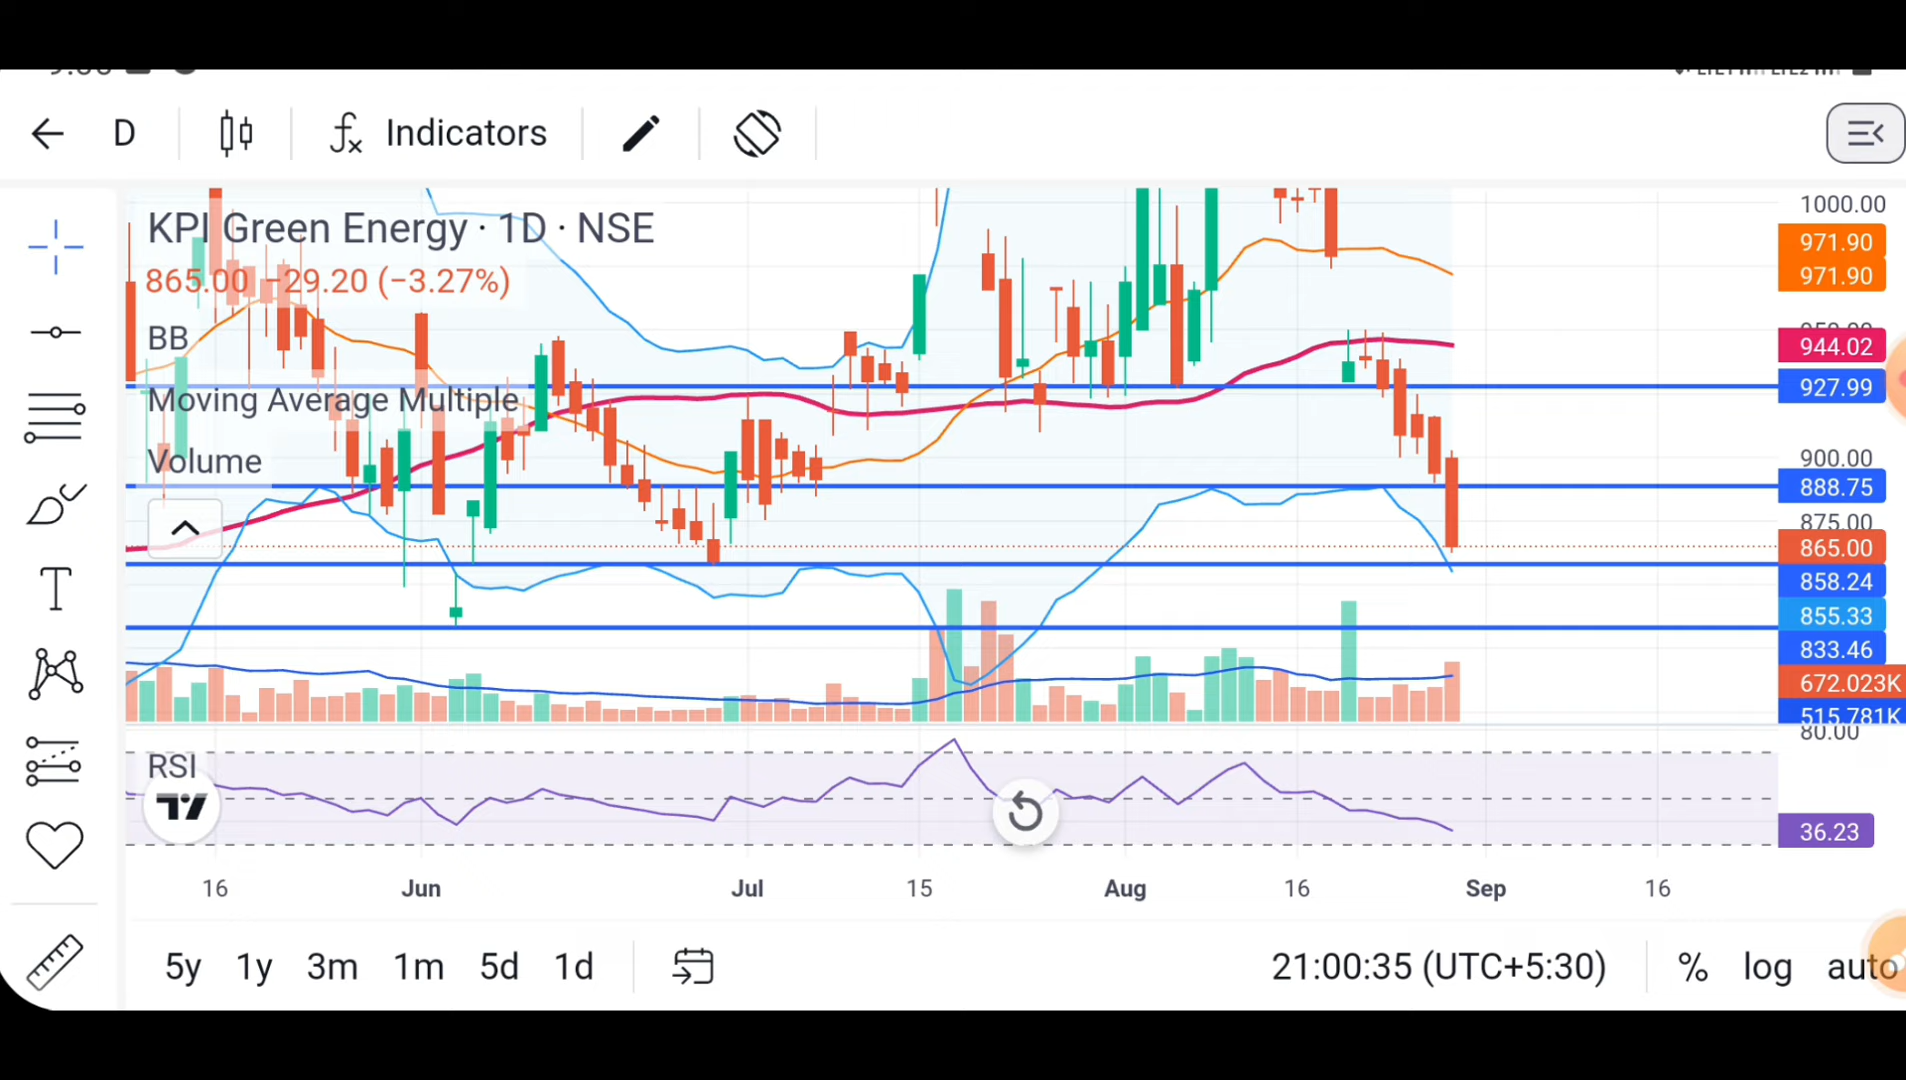 D
Indicators
KPI Green Energy · 1D · NSE
865.00 −29.20 (−3.27%)
BB
Moving Average Multiple
Volume
1000.00
971.90
971.90
944.02
927.99
900.00
888.75
875.00
865.00
858.24
855.33
833.46
672.023K
515.781K
80.00
RSI
36.23
16 Jun Jul 15 Aug 16 Sep 16
5y 1y 3m 1m 5d 1d
21:00:35 (UTC+5:30)
% log auto